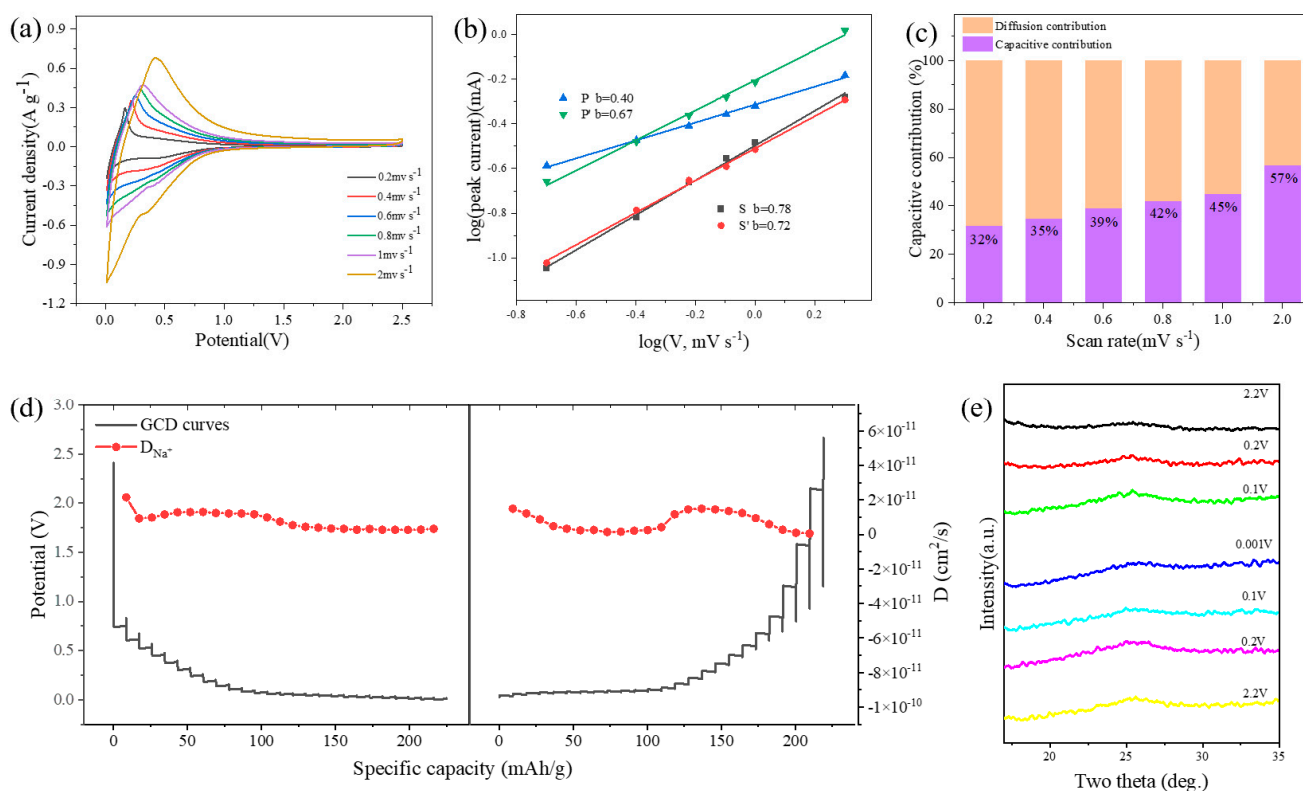 (a)
Current density(A g-1)
0.9
0.6
0.3
0.0
-0.3
-0.6
-0.9
-1.2
0.2mv s-1
0.4mv s-1
0.6mv s-1
0.8mv s-1
1mv s-1
2mv s-1
0.0 0.5 1.0 1.5 2.0 2.5
Potential(V)
(b)
log(peak current)(mA)
0.0
-0.2
-0.4
-0.6
-0.8
-1.0
P b=0.40
P' b=0.67
S b=0.78
S' b=0.72
-0.8 -0.6 -0.4 -0.2 0.0 0.2
log(V, mV s-1)
(c)
Diffusion contribution
Capacitive contribution
Capacitive contribution (%)
100
80
60
40
20
0
32% 35% 39% 42% 45% 57%
0.2 0.4 0.6 0.8 1.0 2.0
Scan rate(mV s-1)
(d)
Potential (V)
3.0
2.5
2.0
1.5
1.0
0.5
0.0
GCD curves
DNa+
6×10-11
4×10-11
2×10-11
0
-2×10-11
-4×10-11
-6×10-11
-8×10-11
-1×10-10
D (cm2/s)
0 50 100 150 200 0 50 100 150 200
Specific capacity (mAh/g)
(e)
Intensity(a.u.)
2.2V
0.2V
0.1V
0.001V
0.1V
0.2V
2.2V
20 25 30 35
Two theta (deg.)